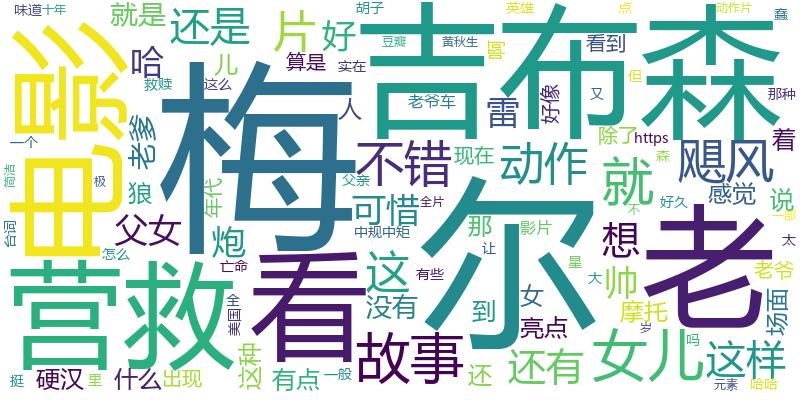 味道
十年
就是
还是
片
好
胡子
豆瓣
黄秋生
英雄
点
动作片
蠢
哈
儿
算是
救赎
实在
这么
窝
看到
那种
电影
梅
吉布森
老爷车
雷
好像
又
但
人
一个
简洁
极
老爹
狼
年代
不错
现在
动作
除了
https
森
就
飓风
着
感觉
说
父亲
全片
父女
炮
可惜
那
影片
不
好久
一部
台词
怎么
亡命
中规中矩
让
尔
想
老
太
营救
看
这
没有
有些
到
星
女
大
帅
老爷
摩托
场面
美国
全
亮点
岁
故事
还有
女儿
吗
这样
挺
硬汉
里
什么
出现
这种
有点
一般
还
元素
哈哈